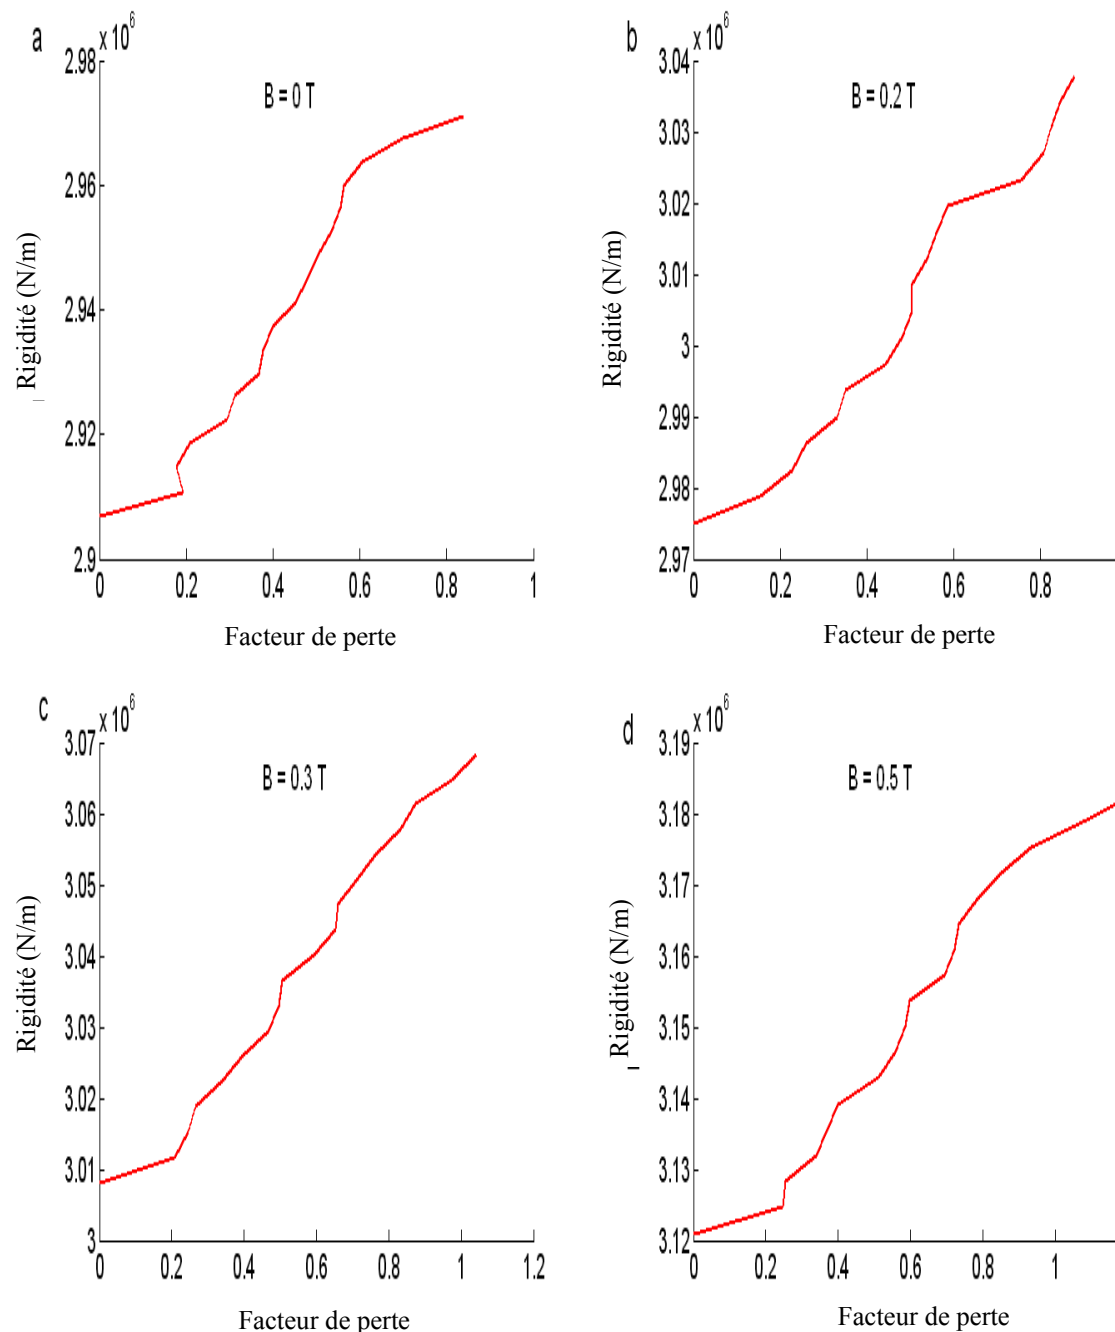 a
x 10^6
2.98
B = 0 T
2.96
2.94
2.92
2.9
Rigidité (N/m)
0 0.2 0.4 0.6 0.8 1
Facteur de perte
b
x 10^6
3.04
B = 0.2 T
3.03
3.02
3.01
3
2.99
2.98
2.97
Rigidité (N/m)
0 0.2 0.4 0.6 0.8
Facteur de perte
c
x 10^6
3.07
B = 0.3 T
3.06
3.05
3.04
3.03
3.02
3.01
3
Rigidité (N/m)
0 0.2 0.4 0.6 0.8 1 1.2
Facteur de perte
d
x 10^6
3.19
B = 0.5 T
3.18
3.17
3.16
3.15
3.14
3.13
3.12
Rigidité (N/m)
0 0.2 0.4 0.6 0.8 1
Facteur de perte